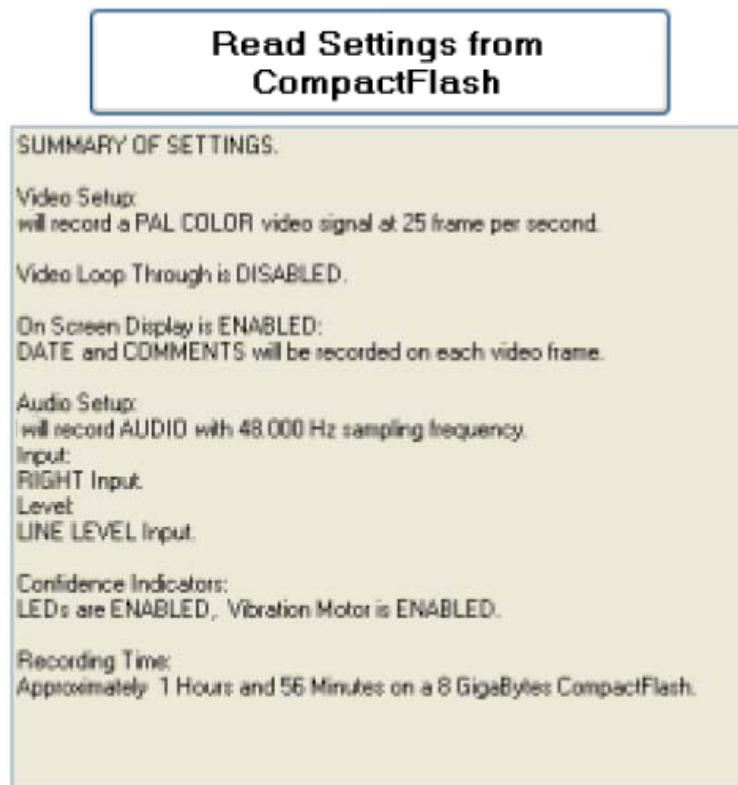 Read Settings from
CompactFlash
SUMMARY OF SETTINGS.
Video Setup:
will record a PAL COLOR video signal at 25 frame per second.
Video Loop Through is DISABLED.
On Screen Display is ENABLED:
DATE and COMMENTS will be recorded on each video frame.
Audio Setup:
will record AUDIO with 48.000 Hz sampling frequency.
Input:
RIGHT Input.
Level:
LINE LEVEL Input.
Confidence Indicators:
LEDs are ENABLED, Vibration Motor is ENABLED.
Recording Time:
Approximately 1 Hours and 56 Minutes on a 8 GigaBytes CompactFlash.